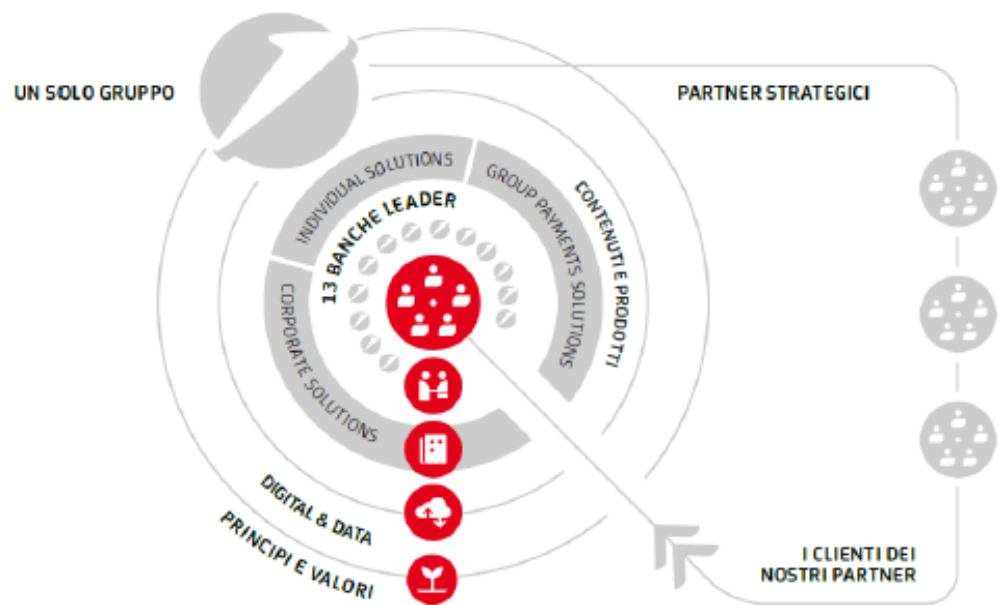 UN SOLO GRUPPO
PARTNER STRATEGICI
INDIVIDUAL SOLUTIONS
GROUP PAYMENTS SOLUTIONS
CONTENUTI E PRODOTTI
13 BANCHE LEADER
CORPORATE SOLUTIONS
DIGITAL & DATA
PRINCIPI E VALORI
I CLIENTI DEI
NOSTRI PARTNER